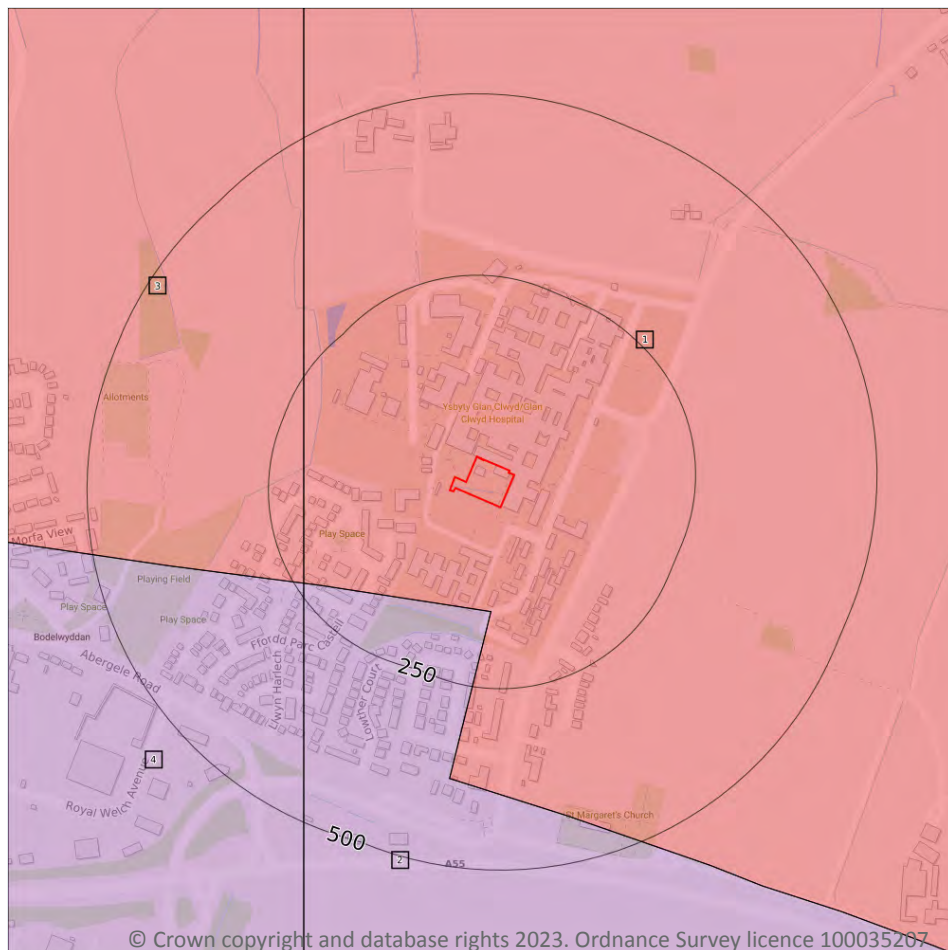 3
1
Allotments
Ysbyty Glan Clwyd/Glan
Clwyd Hospital
Morfa View
Play Space
Playing Field
Play Space
Play Space
Bodelwyddan
Abergele Road
Ffordd Parc Castell
Llwyn Harlech
Lowther Court
250
4
Royal Welch Avenue
St Margaret's Church
500
2
A55
© Crown copyright and database rights 2023. Ordnance Survey licence 100035207.